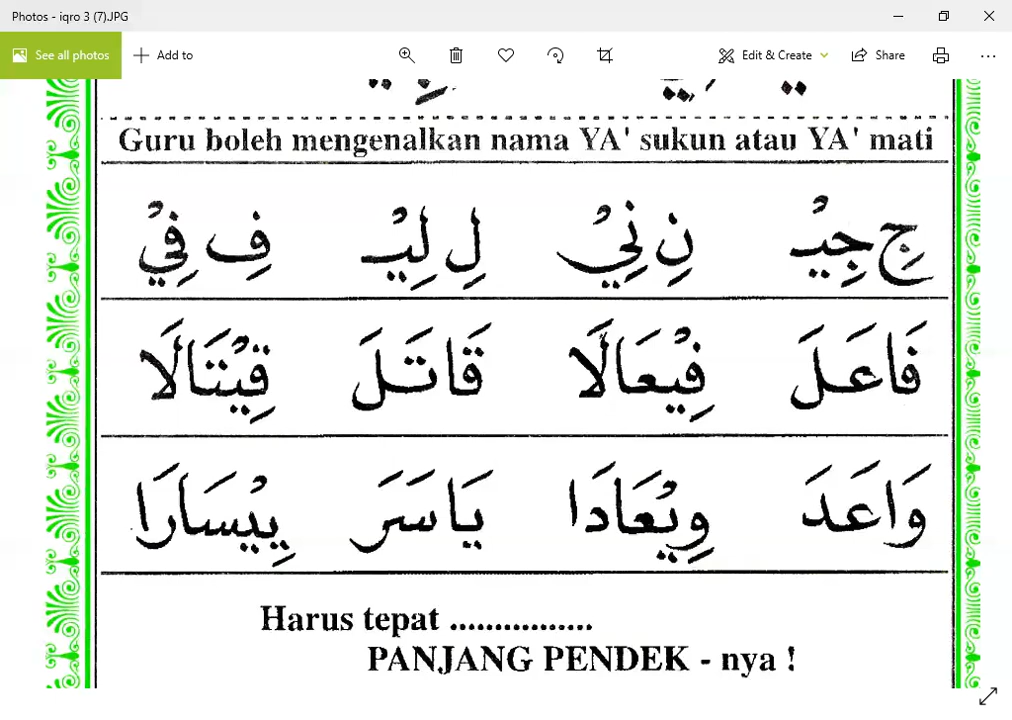 Photos - iqro 3 (7).JPG
See all photos
Add to
Edit & Create
Share
Guru boleh mengenalkan nama YA' sukun atau YA' mati
جِ جِيْـ نِ نِيْ لِ لِيْـ فِ فِيْ
فَاعَلَ فِيْعَالًا قَاتَلَ قِيْتَالًا
وَاعَدَ وِيْعَادَا يَاسَرَ يِيْسَارَا
Harus tepat ................
PANJANG PENDEK - nya !